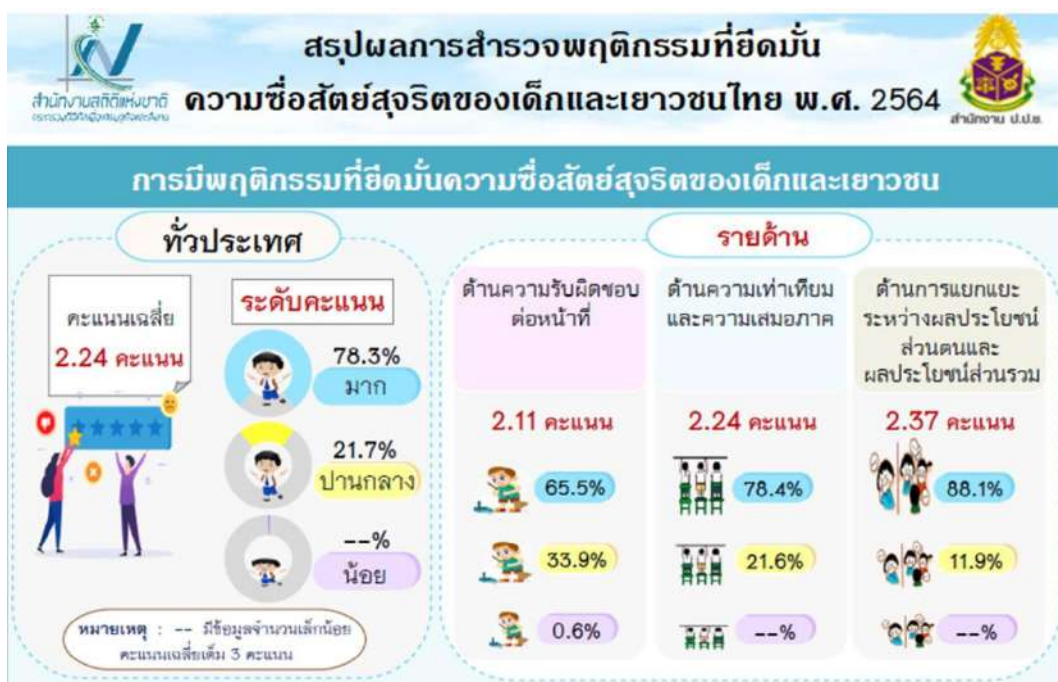 สรุปผลการสำรวจพฤติกรรมที่ยึดมั่น
ความซื่อสัตย์สุจริตของเด็กและเยาวชนไทย พ.ศ. 2564
สำนักงานสถิติแห่งชาติ
สำนักงาน ป.ป.ช.
การมีพฤติกรรมที่ยึดมั่นความซื่อสัตย์สุจริตของเด็กและเยาวชน
ทั่วประเทศ
คะแนนเฉลี่ย
2.24 คะแนน
ระดับคะแนน
78.3%
มาก
21.7%
ปานกลาง
--%
น้อย
หมายเหตุ : -- มีข้อมูลจำนวนเล็กน้อย
คะแนนเฉลี่ยเต็ม 3 คะแนน
รายด้าน
ด้านความรับผิดชอบ
ต่อหน้าที่
2.11 คะแนน
65.5%
33.9%
0.6%
ด้านความเท่าเทียม
และความเสมอภาค
2.24 คะแนน
78.4%
21.6%
--%
ด้านการแยกแยะ
ระหว่างผลประโยชน์
ส่วนตนและ
ผลประโยชน์ส่วนรวม
2.37 คะแนน
88.1%
11.9%
--%